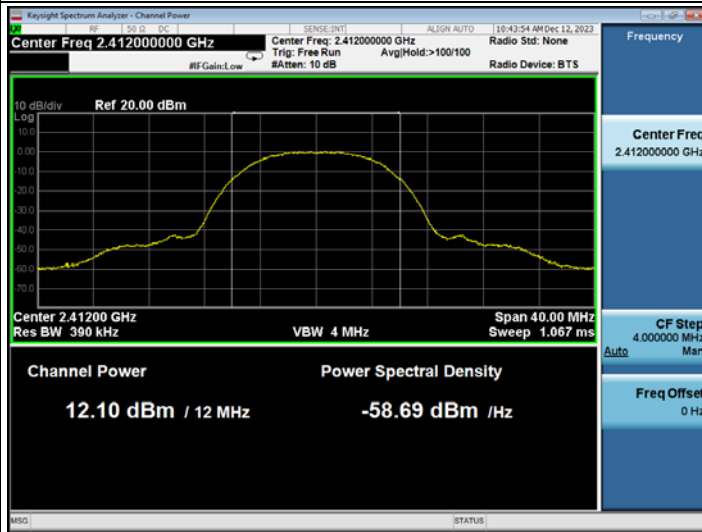 Keysight Spectrum Analyzer - Channel Power
RF 50 Ω DC SENSE:INT ALIGN AUTO 10:43:54 AM Dec 12, 2023
Center Freq 2.412000000 GHz
Center Freq: 2.412000000 GHz Radio Std: None
Trig: Free Run Avg|Hold:>100/100
#IFGain:Low #Atten: 10 dB Radio Device: BTS
10 dB/div Ref 20.00 dBm
Log
10.0
0.00
-10.0
-20.0
-30.0
-40.0
-50.0
-60.0
-70.0
Center 2.41200 GHz Span 40.00 MHz
Res BW 390 kHz VBW 4 MHz Sweep 1.067 ms
Channel Power Power Spectral Density
12.10 dBm / 12 MHz -58.69 dBm /Hz
MSG STATUS
Frequency
Center Freq
2.412000000 GHz
CF Step
4.000000 MHz
Auto Man
Freq Offset
0 Hz